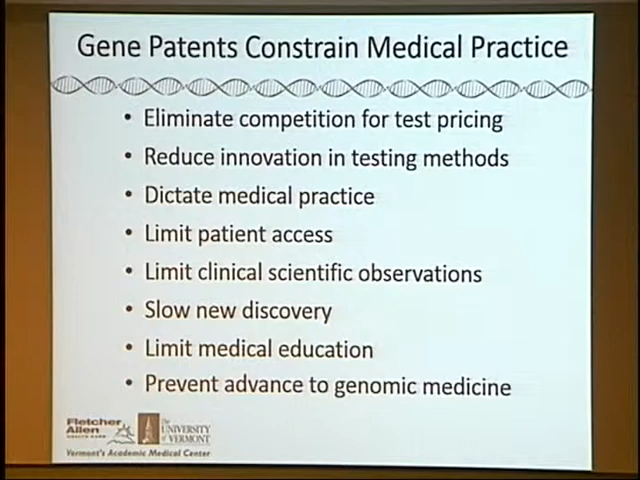 Gene Patents Constrain Medical Practice
• Eliminate competition for test pricing
• Reduce innovation in testing methods
• Dictate medical practice
• Limit patient access
• Limit clinical scientific observations
• Slow new discovery
• Limit medical education
• Prevent advance to genomic medicine
Fletcher
Allen
HEALTH CARE
The
UNIVERSITY
of VERMONT
Vermont's Academic Medical Center